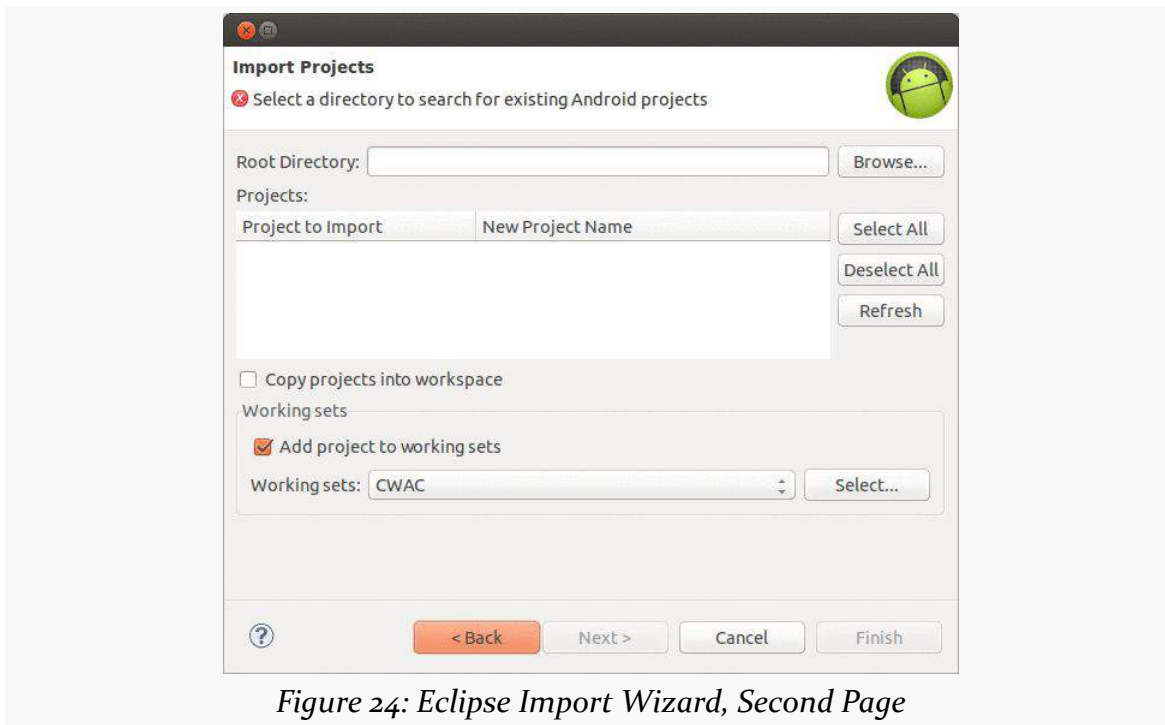 Import Projects
Select a directory to search for existing Android projects
Root Directory: Browse...
Projects:
Project to Import New Project Name Select All
Deselect All
Refresh
Copy projects into workspace
Working sets
Add project to working sets
Working sets: CWAC Select...
? < Back Next > Cancel Finish
Figure 24: Eclipse Import Wizard, Second Page